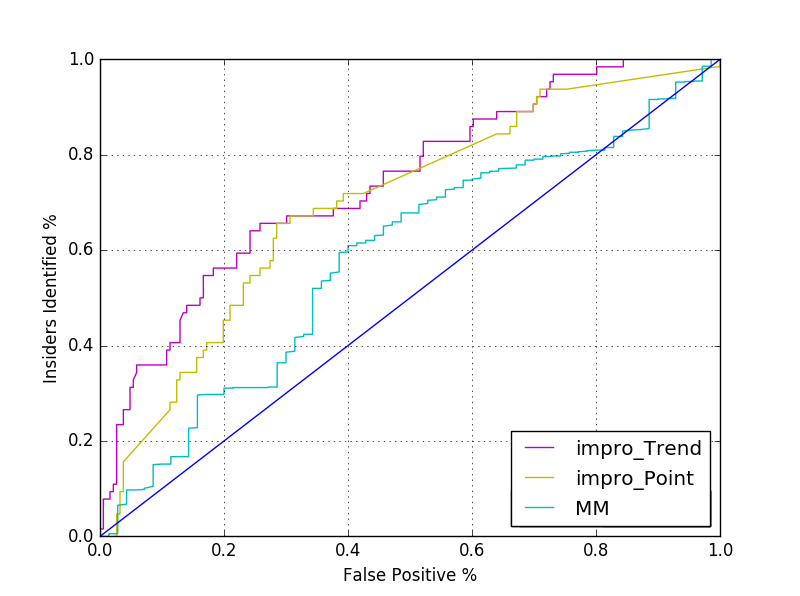 1.0
0.8
0.6
0.4
0.2
0.0
Insiders Identified %
0.0 0.2 0.4 0.6 0.8 1.0
False Positive %
impro_Trend
impro_Point
MM